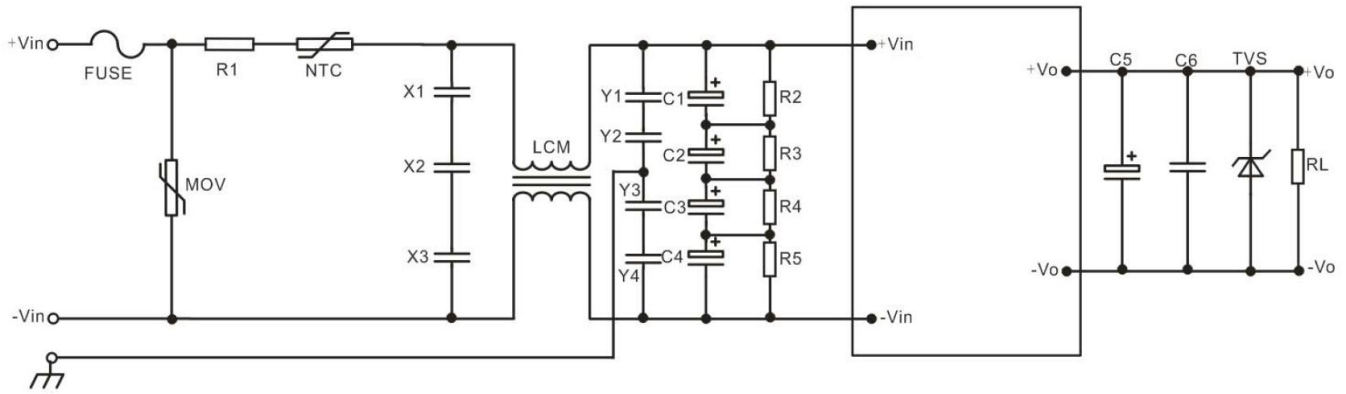 +Vin
FUSE
R1
NTC
MOV
X1
X2
X3
LCM
Y1
Y2
Y3
Y4
C1
C2
C3
C4
R2
R3
R4
R5
+Vin
-Vin
+Vo
-Vo
C5
C6
TVS
+Vo
RL
-Vo
-Vin